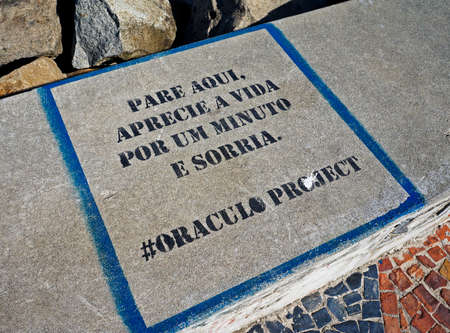 PARE AQUI,
APRECIE A VIDA
POR UM MINUTO
E SORRIA.
#ORACULO PROJECT